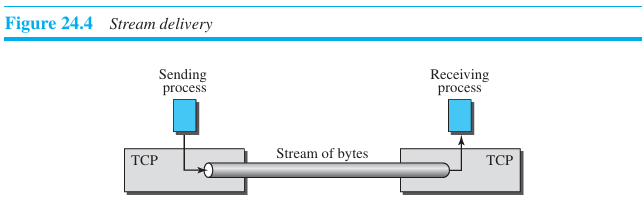 Figure 24.4 Stream delivery
Sending
process
Receiving
process
TCP
Stream of bytes
TCP